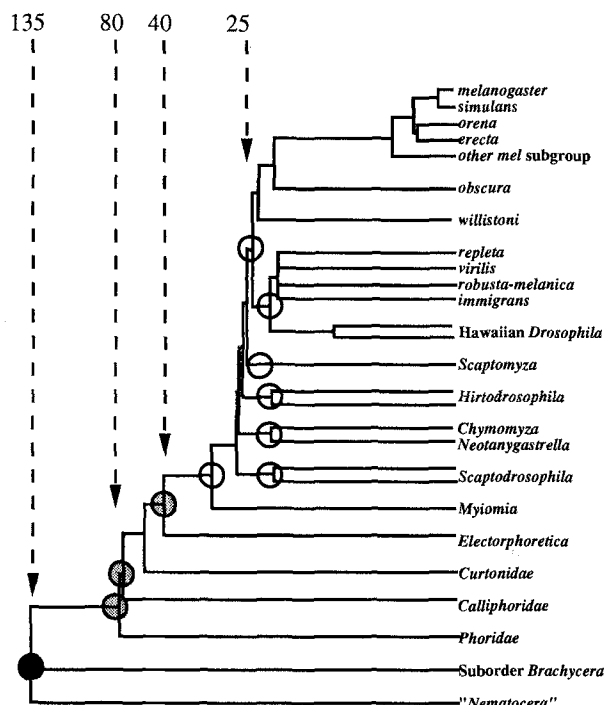 135 80 40 25
melanogaster
simulans
orena
erecta
other mel subgroup
obscura
willistoni
repleta
virilis
robusta-melanica
immigrans
Hawaiian Drosophila
Scaptomyza
Hirtodrosophila
Chymomyza
Neotanygastrella
Scaptodrosophila
Myiomia
Electorphoretica
Curtonidae
Calliphoridae
Phoridae
Suborder Brachycera
"Nematocera"